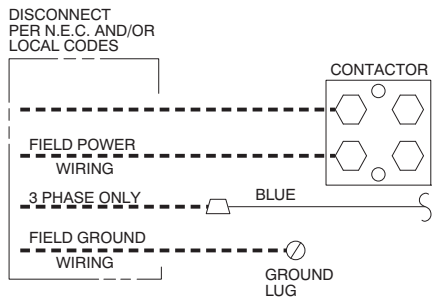 DISCONNECT
PER N.E.C. AND/OR
LOCAL CODES
CONTACTOR
FIELD POWER
WIRING
3 PHASE ONLY
BLUE
FIELD GROUND
WIRING
GROUND
LUG